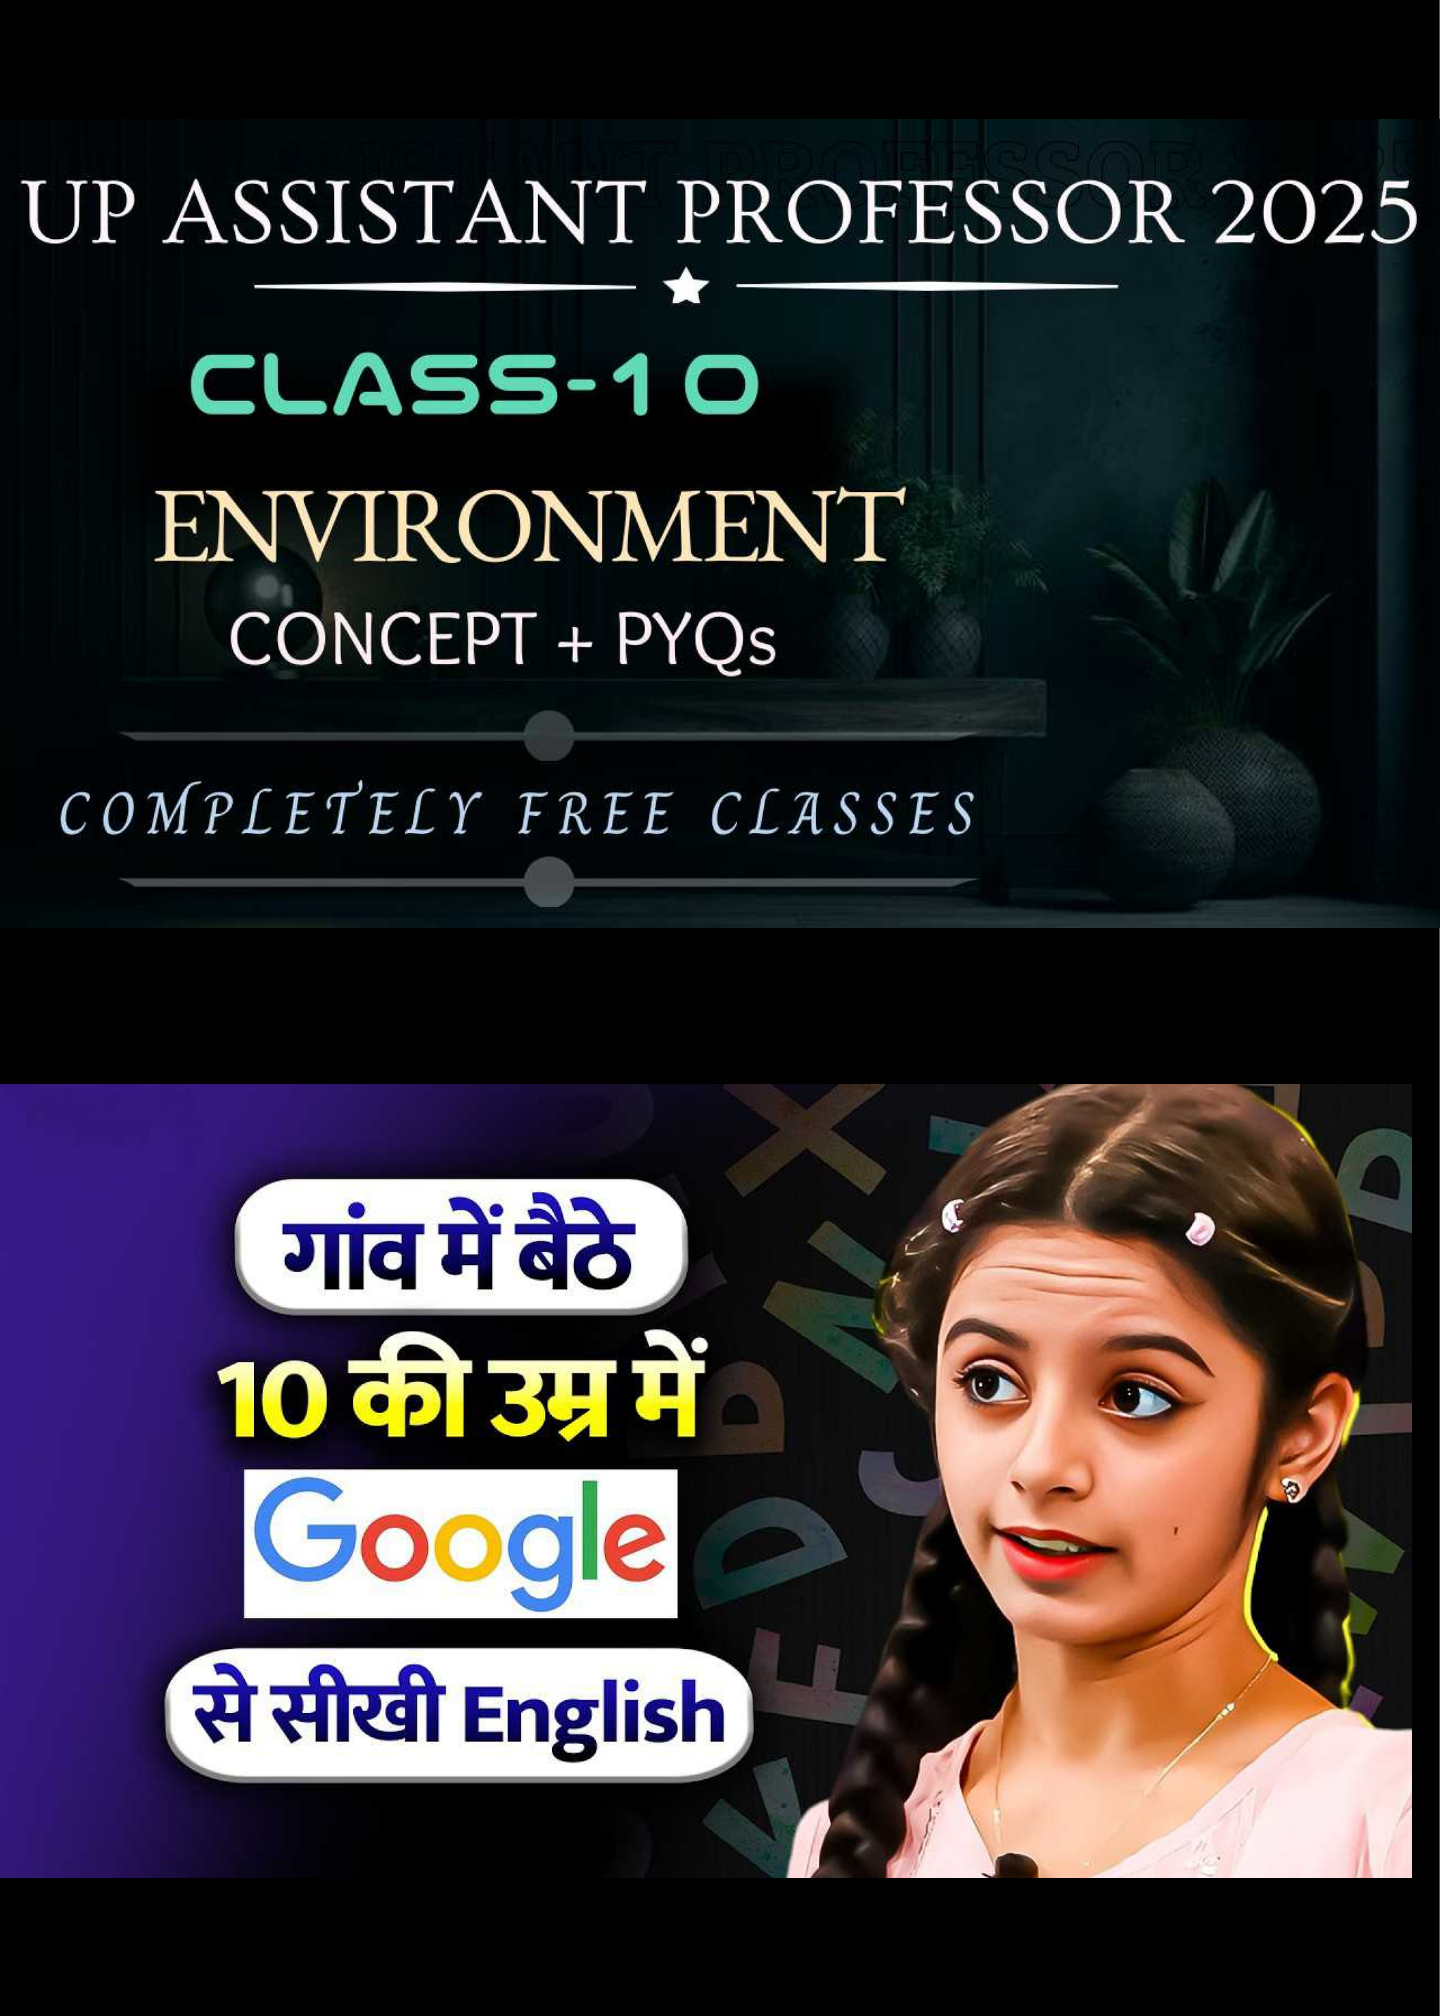 UP ASSISTANT PROFESSOR 2025
CLASS-10
ENVIRONMENT
CONCEPT + PYQs
COMPLETELY FREE CLASSES
गांव में बैठे
10 की उम्र में
Google
से सीखी English